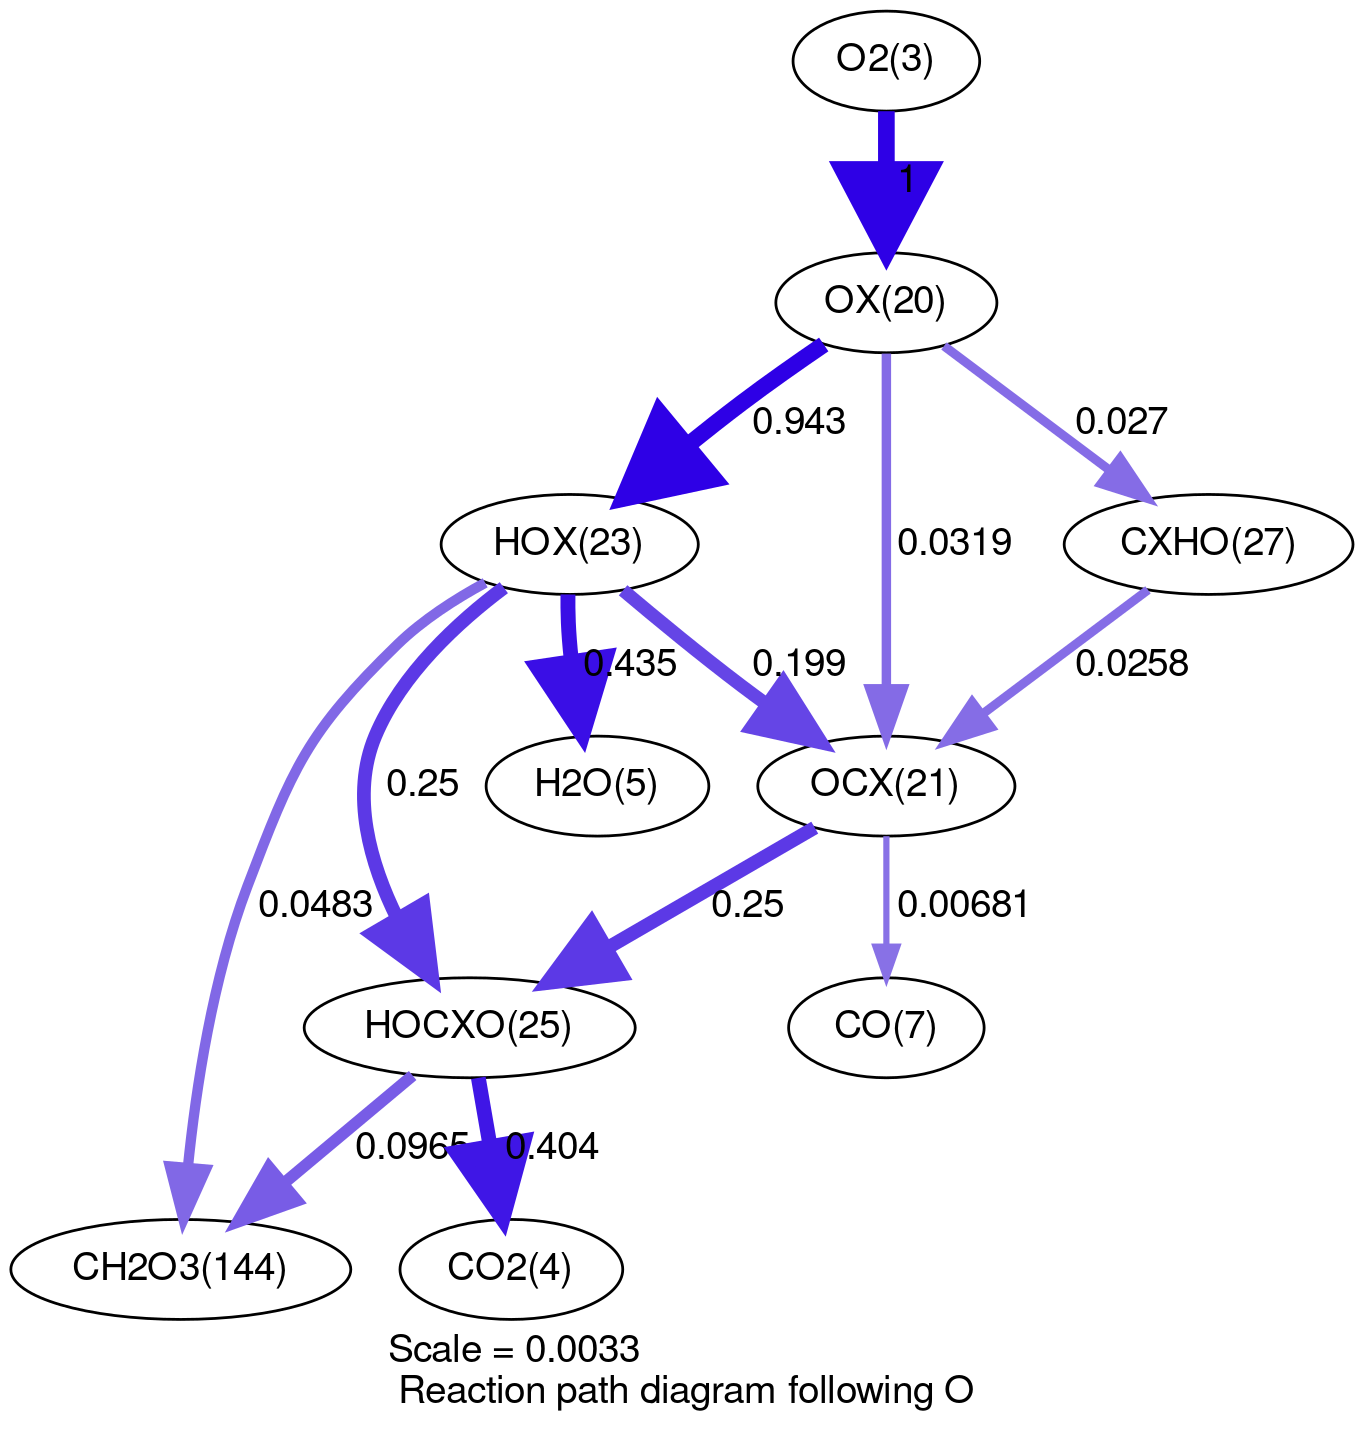 O2(3)
1
OX(20)
0.943
0.027
HOX(23)
0.0319
CXHO(27)
0.435
0.199
0.0258
0.25
H2O(5)
OCX(21)
0.0483
0.25
0.00681
HOCXO(25)
CO(7)
0.0965
0.404
CH2O3(144)
CO2(4)
Scale = 0.0033
Reaction path diagram following O